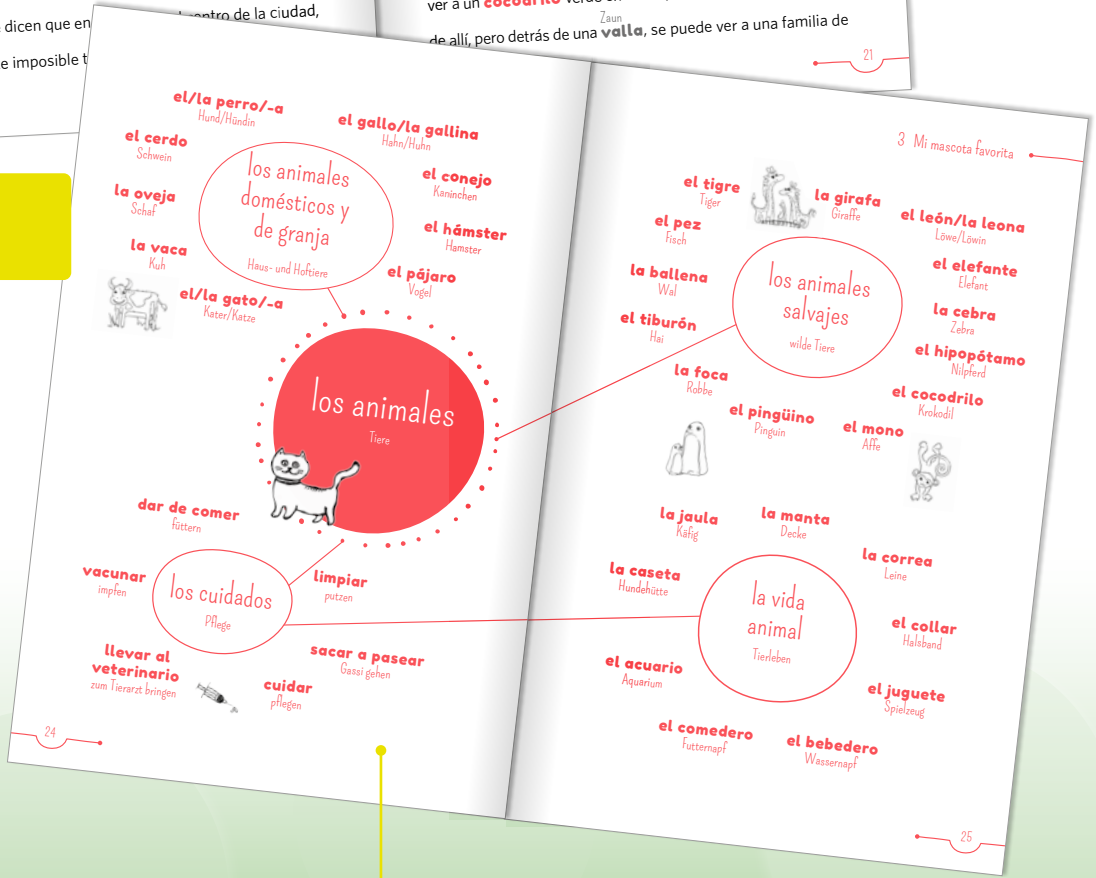 dicen que en
centro de la ciudad,
e imposible
ver a un cocodrilo verde
Zaun
de allí, pero detrás de una valla, se puede ver a una familia de
21
el/la perro/-a
Hund/Hündin
el gallo/la gallina
Hahn/Huhn
el cerdo
Schwein
el conejo
Kaninchen
la oveja
Schaf
los animales
domésticos y
de granja
Haus- und Hoftiere
el hámster
Hamster
la vaca
Kuh
el pájaro
Vogel
el/la gato/-a
Kater/Katze
los animales
Tiere
dar de comer
füttern
vacunar
impfen
los cuidados
Pflege
limpiar
putzen
llevar al
veterinario
zum Tierarzt bringen
sacar a pasear
Gassi gehen
cuidar
pflegen
24
3 Mi mascota favorita
el tigre
Tiger
la girafa
Giraffe
el león/la leona
Löwe/Löwin
el pez
Fisch
el elefante
Elefant
la ballena
Wal
los animales
salvajes
wilde Tiere
la cebra
Zebra
el tiburón
Hai
el hipopótamo
Nilpferd
la foca
Robbe
el cocodrilo
Krokodil
el pingüino
Pinguin
el mono
Affe
la jaula
Käfig
la manta
Decke
la correa
Leine
la caseta
Hundehütte
la vida
animal
Tierleben
el collar
Halsband
el acuario
Aquarium
el juguete
Spielzeug
el comedero
Futternapf
el bebedero
Wassernapf
25